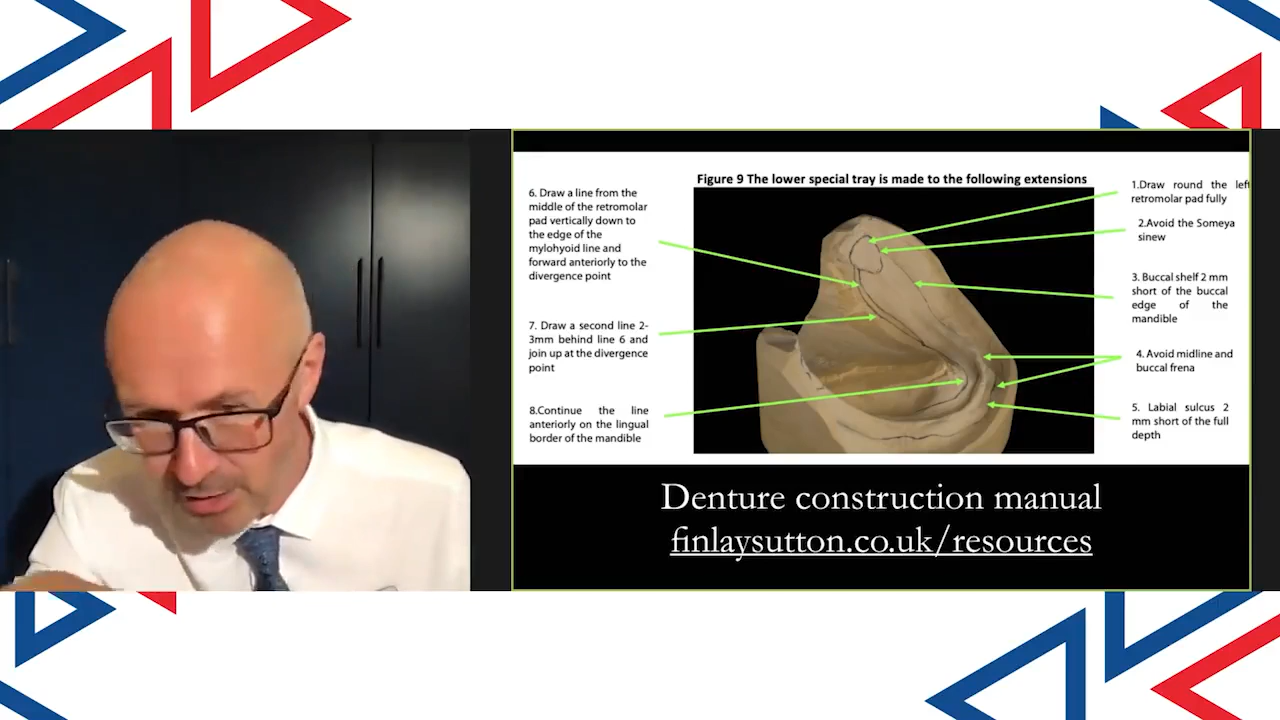 Figure 9 The lower special tray is made to the following extensions
6. Draw a line from the
middle of the retromolar
pad vertically down to
the edge of the
mylohyoid line and
forward anteriorly to the
divergence point
7. Draw a second line 2-
3mm behind line 6 and
join up at the divergence
point
8.Continue the line
anteriorly on the lingual
border of the mandible
1.Draw round the left
retromolar pad fully
2.Avoid the Someya
sinew
3. Buccal shelf 2 mm
short of the buccal
edge of the
mandible
4. Avoid midline and
buccal frena
5. Labial sulcus 2
mm short of the full
depth
Denture construction manual
finlaysutton.co.uk/resources